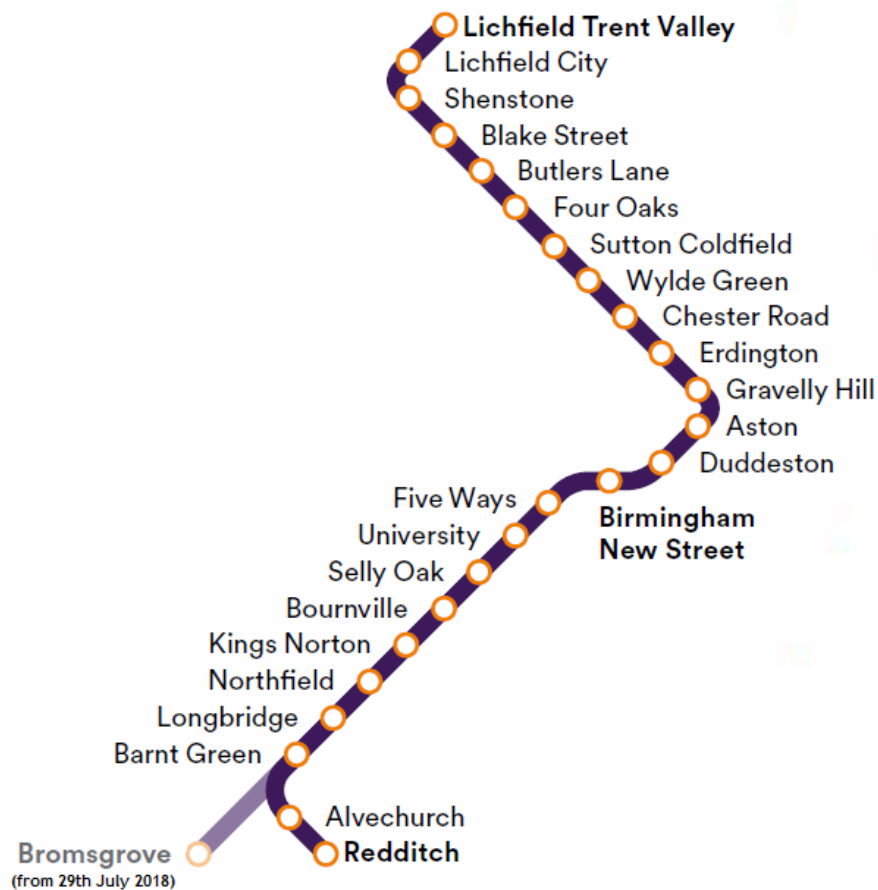 Lichfield Trent Valley
Lichfield City
Shenstone
Blake Street
Butlers Lane
Four Oaks
Sutton Coldfield
Wylde Green
Chester Road
Erdington
Gravelly Hill
Aston
Duddeston
Birmingham
New Street
Five Ways
University
Selly Oak
Bournville
Kings Norton
Northfield
Longbridge
Barnt Green
Alvechurch
Redditch
Bromsgrove
(from 29th July 2018)